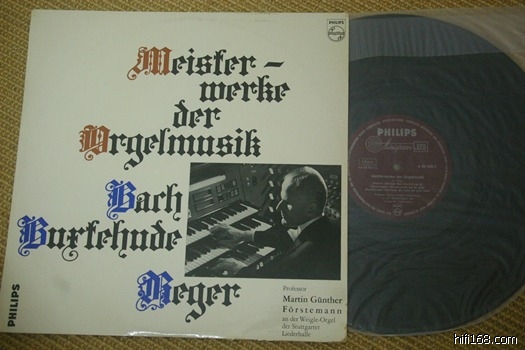 PHILIPS
Meister-
werke
der
Orgelmusik
Bach
Buxtehude
Reger
Professor
Martin Günther
Förstemann
an der Weigle-Orgel
der Stuttgarter
Liederhalle
PHILIPS
PHILIPS
hifi168.com